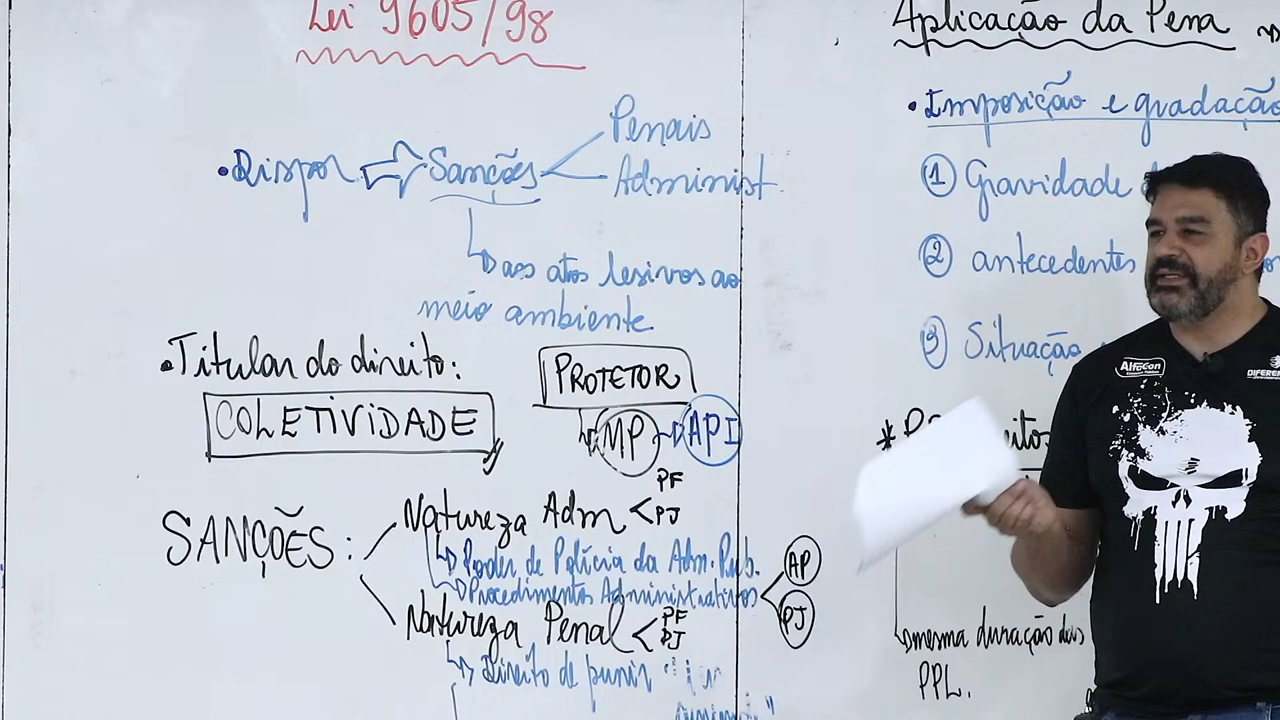 Lei 9605/98
• Dispor ⇨ Sanções < Penais
Administ.
↳ aos atos lesivos ao
meio ambiente
• Titular do direito:
COLETIVIDADE
PROTETOR
↳ MP → API
SANÇÕES:
Natureza Adm < PF
PJ
↳ Poder de Polícia da Adm. Pub.
↳ Procedimentos Administrativos < AP
PJ
Natureza Penal < PF
PJ
↳ Direito de punir
Aplicação da Pena
• Imposição e gradação
① Gravidade
② antecedentes
③ Situação
*
↳ mesma duração das
PPL.
AlfaCon
DIFEREN